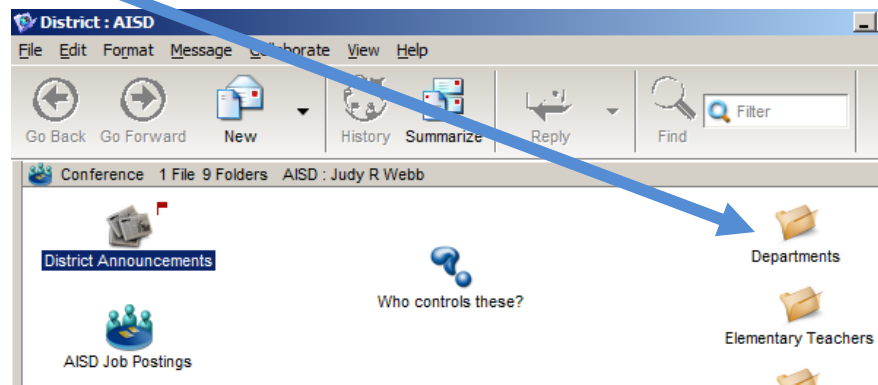 District : AISD
File Edit Format Message Collaborate View Help
Go Back Go Forward New History Summarize Reply Find Filter
Conference 1 File 9 Folders AISD : Judy R Webb
District Announcements
Who controls these?
Departments
Elementary Teachers
AISD Job Postings